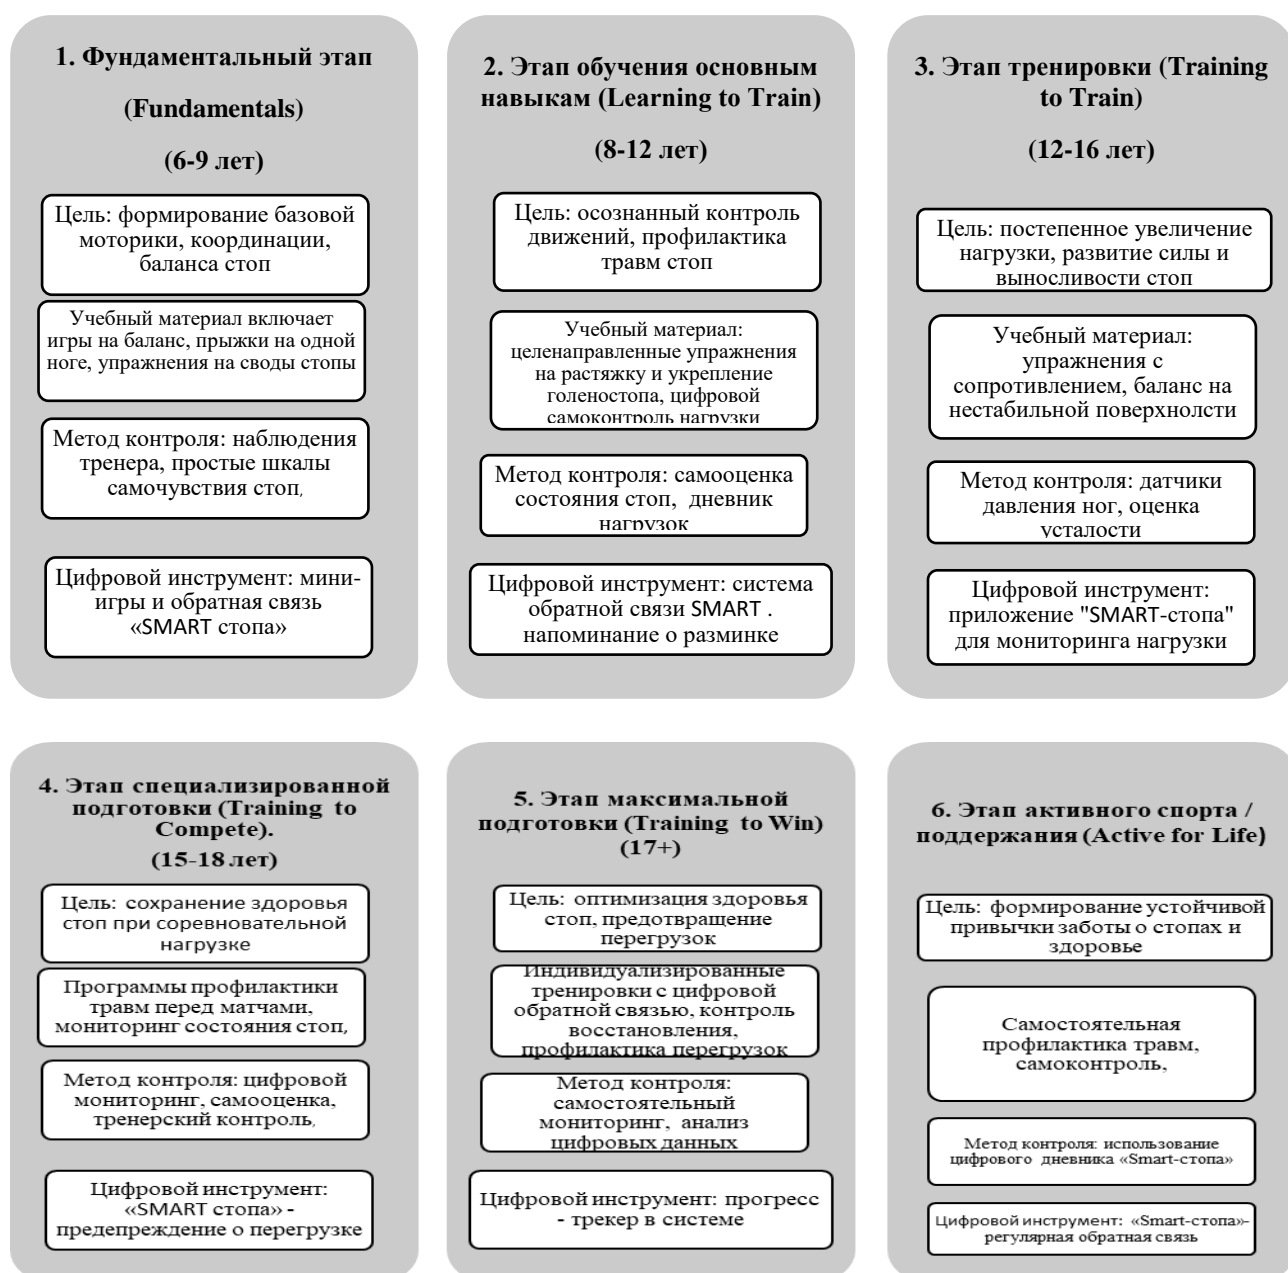 1. Фундаментальный этап
(Fundamentals)
(6-9 лет)
Цель: формирование базовой
моторики, координации,
баланса стоп
Учебный материал включает
игры на баланс, прыжки на одной
ноге, упражнения на своды стопы
Метод контроля: наблюдения
тренера, простые шкалы
самочувствия стоп,
Цифровой инструмент: мини-
игры и обратная связь
«SMART стопа»
2. Этап обучения основным
навыкам (Learning to Train)
(8-12 лет)
Цель: осознанный контроль
движений, профилактика
травм стоп
Учебный материал:
целенаправленные упражнения
на растяжку и укрепление
голеностопа, цифровой
самоконтроль нагрузки
Метод контроля: самооценка
состояния стоп, дневник
нагрузок
Цифровой инструмент: система
обратной связи SMART .
напоминание о разминке
3. Этап тренировки (Training
to Train)
(12-16 лет)
Цель: постепенное увеличение
нагрузки, развитие силы и
выносливости стоп
Учебный материал:
упражнения с
сопротивлением, баланс на
нестабильной поверхнолсти
Метод контроля: датчики
давления ног, оценка
усталости
Цифровой инструмент:
приложение "SMART-стопа"
для мониторинга нагрузки
4. Этап специализированной
подготовки (Training to
Compete).
(15-18 лет)
Цель: сохранение здоровья
стоп при соревновательной
нагрузке
Программы профилактики
травм перед матчами,
мониторинг состояния стоп,
Метод контроля: цифровой
мониторинг, самооценка,
тренерский контроль,
Цифровой инструмент:
«SMART стопа» -
предепреждение о перегрузке
5. Этап максимальной
подготовки (Training to Win)
(17+)
Цель: оптимизация здоровья
стоп, предотвращение
перегрузок
Индивидуализированные
тренировки с цифровой
обратной связью, контроль
восстановления,
профилактика перегрузок
Метод контроля:
самостоятельный
мониторинг, анализ
цифровых данных
Цифровой инструмент: прогресс
- трекер в системе
6. Этап активного спорта /
поддержания (Active for Life)
Цель: формирование устойчивой
привычки заботы о стопах и
здоровье
Самостоятельная
профилактика травм,
самоконтроль,
Метод контроля: использование
цифрового дневника «Smart-стопа»
Цифровой инструмент: «Smart-стопа»-
регулярная обратная связь